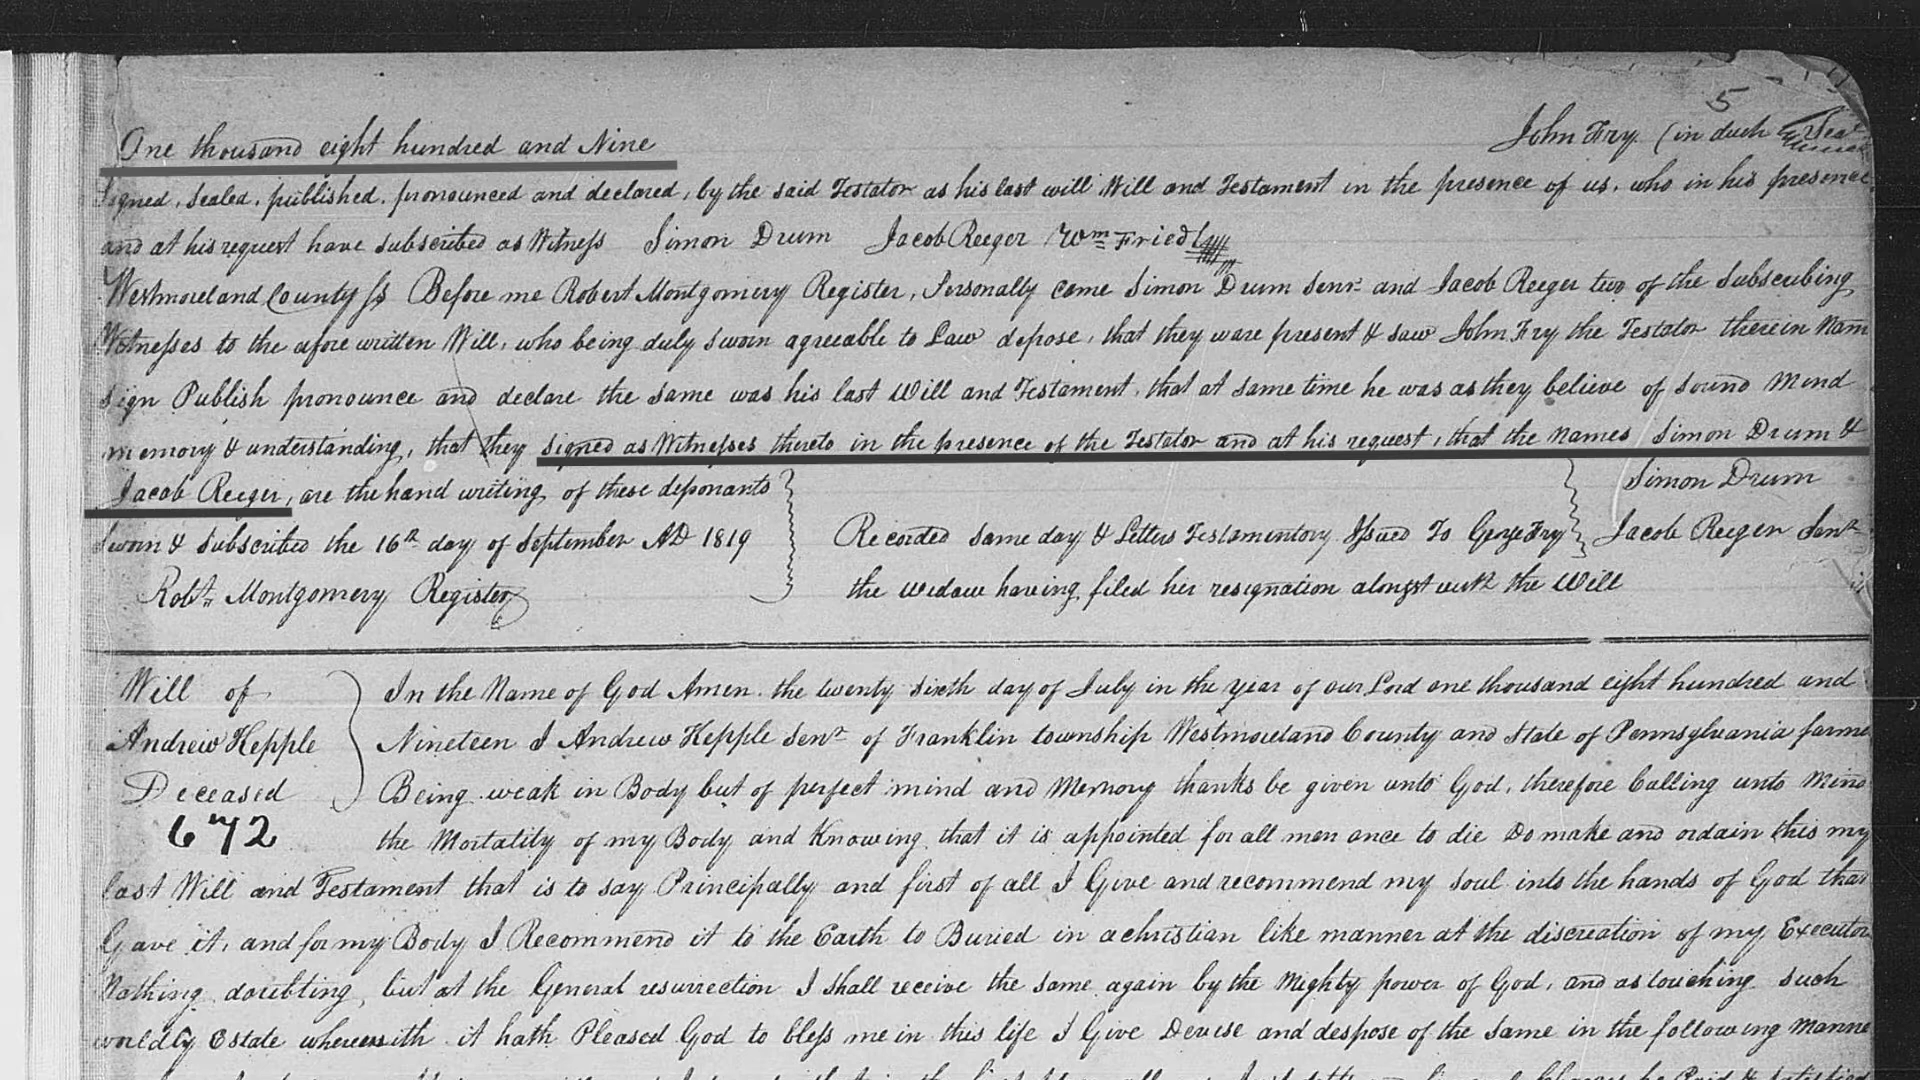 5
One thousand eight hundred and Nine John Fry (in duch Seal
Signed, Sealed, published, pronounced and declared, by the said Testator as his last will Will and Testament in the presence of us, who in his presence
and at his request have subscribed as Witness Simon Drum Jacob Reeger Wm Fried
Westmoreland County Ss Before me Robert Montgomery Register, Personally came Simon Drum Senr and Jacob Reeger two of the Subscribing
Witnesses to the afore written Will, who being duly sworn agreeable to Law depose, that they ware present & saw John Fry the Testator therein Nam
Sign Publish pronounce and declare the same was his last Will and Testament, that at same time he was as they believe of sound Mind
memory & understanding, that they signed as Witnesses thereto in the presence of the Testator and at his request, that the names Simon Drum &
Jacob Reeger, are the hand writing of these deponants Simon Drum
Sworn & subscribed the 16th day of September AD 1819 Recorded same day & Letters Testamentory Issued To George Fry Jacob Reeger Senr
Robt Montgomery Register the widow having filed her resignation alongst with the Will
Will of In the Name of God Amen. the twenty sixth day of July in the year of our Lord one thousand eight hundred and
Andrew Hepple Nineteen I Andrew Hepple Senr of Franklin township Westmoreland County and State of Pennsylvania farme
Deceased Being weak in Body but of perfect mind and Memory thanks be given unto God, therefore Calling unto Mind
672 the Mortality of my Body and Knowing that it is appointed for all men once to die Do make and ordain this my
last Will and Testament that is to say Principally and first of all I Give and recommend my soul into the hands of God that
Gave it, and for my Body I Recommend it to the Earth to Buried in a christian like manner at the discreation of my Executor
Nothing doubting, but at the General resurrection I shall receive the same again by the Mighty power of God, and as touching such
worldly Estate wherewith it hath Pleased God to bless me in this life I Give Devise and despose of the same in the following Manne